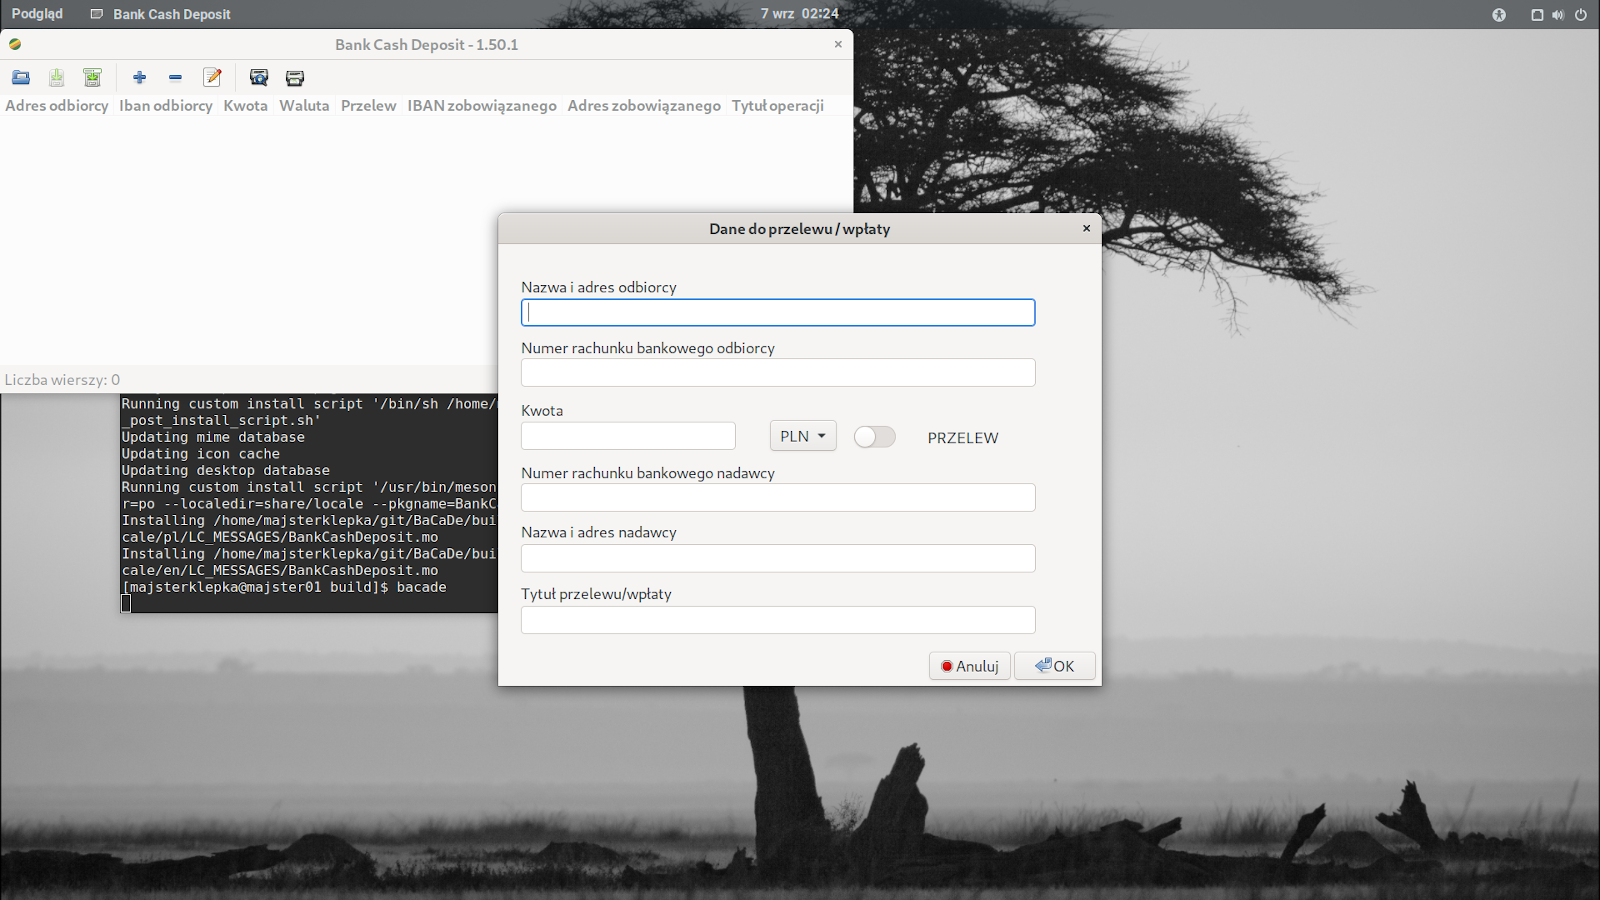 Podgląd
Bank Cash Deposit
7 wrz 02:24
Bank Cash Deposit - 1.50.1
Adres odbiorcy Iban odbiorcy Kwota Waluta Przelew IBAN zobowiązanego Adres zobowiązanego Tytuł operacji
Liczba wierszy: 0
Running custom install script '/bin/sh /home/
_post_install_script.sh'
Updating mime database
Updating icon cache
Updating desktop database
Running custom install script '/usr/bin/meson
r=po --localedir=share/locale --pkgname=BankC
Installing /home/majsterklepka/git/BaCaDe/bui
cale/pl/LC_MESSAGES/BankCashDeposit.mo
Installing /home/majsterklepka/git/BaCaDe/bui
cale/en/LC_MESSAGES/BankCashDeposit.mo
[majsterklepka@majster01 build]$ bacade
Dane do przelewu / wpłaty
Nazwa i adres odbiorcy
Numer rachunku bankowego odbiorcy
Kwota
PLN
PRZELEW
Numer rachunku bankowego nadawcy
Nazwa i adres nadawcy
Tytuł przelewu/wpłaty
Anuluj
OK